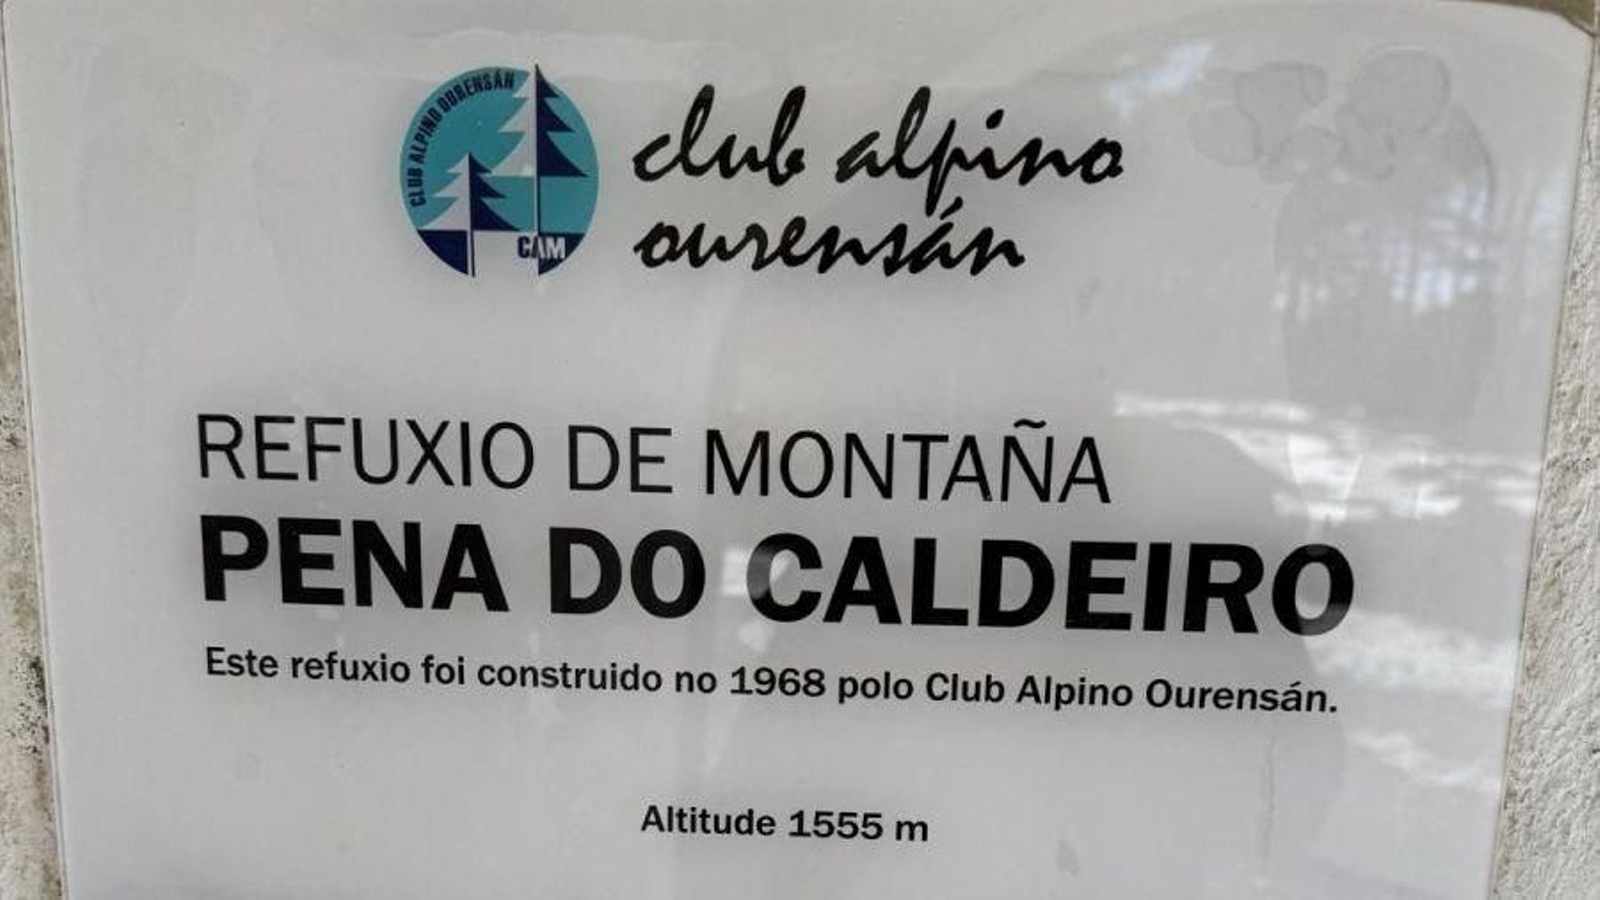 CLUB ALPINO OURENSÁN
CAM
club alpino
ourensán
REFUXIO DE MONTAÑA
PENA DO CALDEIRO
Este refuxio foi construido no 1968 polo Club Alpino Ourensán.
Altitude 1555 m